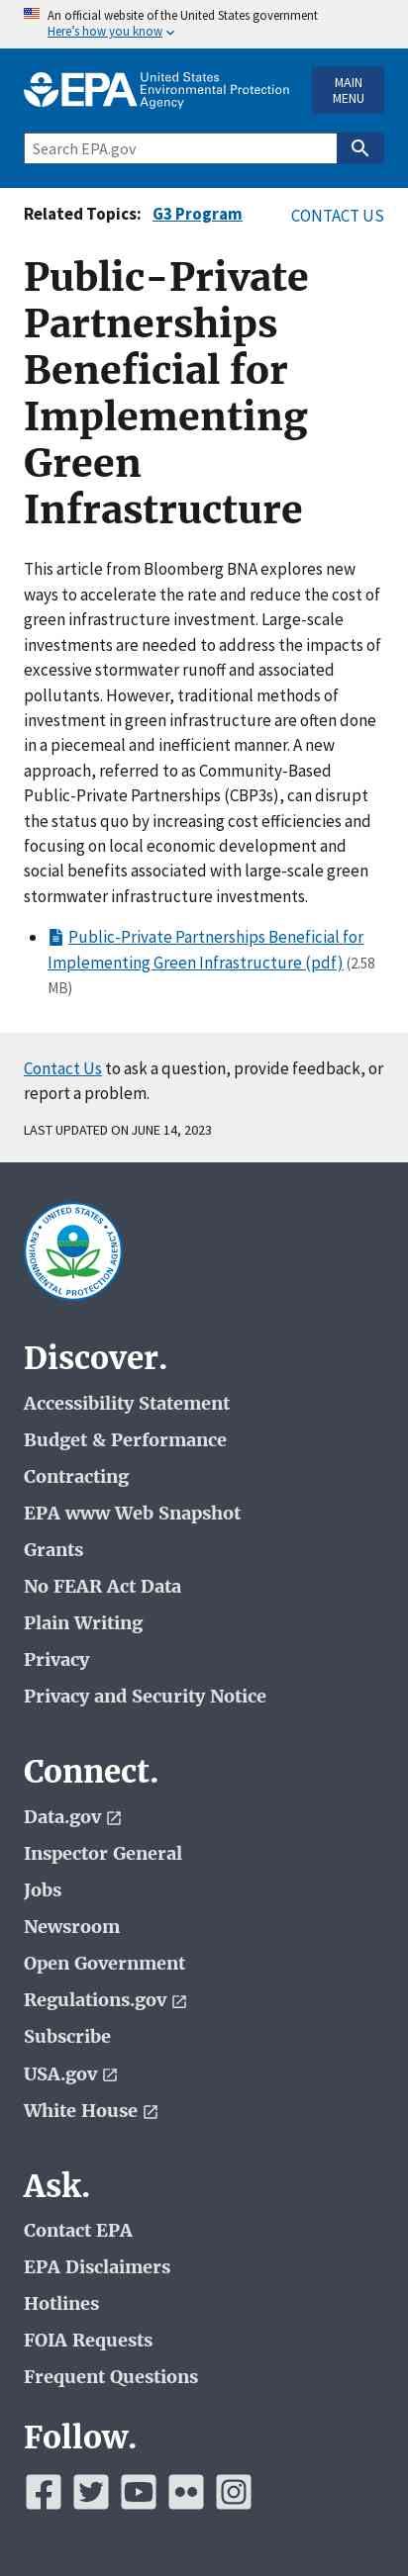 An official website of the United States government
Here's how you know
EPA United States
Environmental Protection
Agency
MAIN
MENU
Search EPA.gov
Related Topics: G3 Program CONTACT US
Public-Private
Partnerships
Beneficial for
Implementing
Green
Infrastructure
This article from Bloomberg BNA explores new
ways to accelerate the rate and reduce the cost of
green infrastructure investment. Large-scale
investments are needed to address the impacts of
excessive stormwater runoff and associated
pollutants. However, traditional methods of
investment in green infrastructure are often done
in a piecemeal and inefficient manner. A new
approach, referred to as Community-Based
Public-Private Partnerships (CBP3s), can disrupt
the status quo by increasing cost efficiencies and
focusing on local economic development and
social benefits associated with large-scale green
stormwater infrastructure investments.
Public-Private Partnerships Beneficial for
Implementing Green Infrastructure (pdf) (2.58
MB)
Contact Us to ask a question, provide feedback, or
report a problem.
LAST UPDATED ON JUNE 14, 2023
UNITED STATES
ENVIRONMENTAL PROTECTION AGENCY
Discover.
Accessibility Statement
Budget & Performance
Contracting
EPA www Web Snapshot
Grants
No FEAR Act Data
Plain Writing
Privacy
Privacy and Security Notice
Connect.
Data.gov
Inspector General
Jobs
Newsroom
Open Government
Regulations.gov
Subscribe
USA.gov
White House
Ask.
Contact EPA
EPA Disclaimers
Hotlines
FOIA Requests
Frequent Questions
Follow.